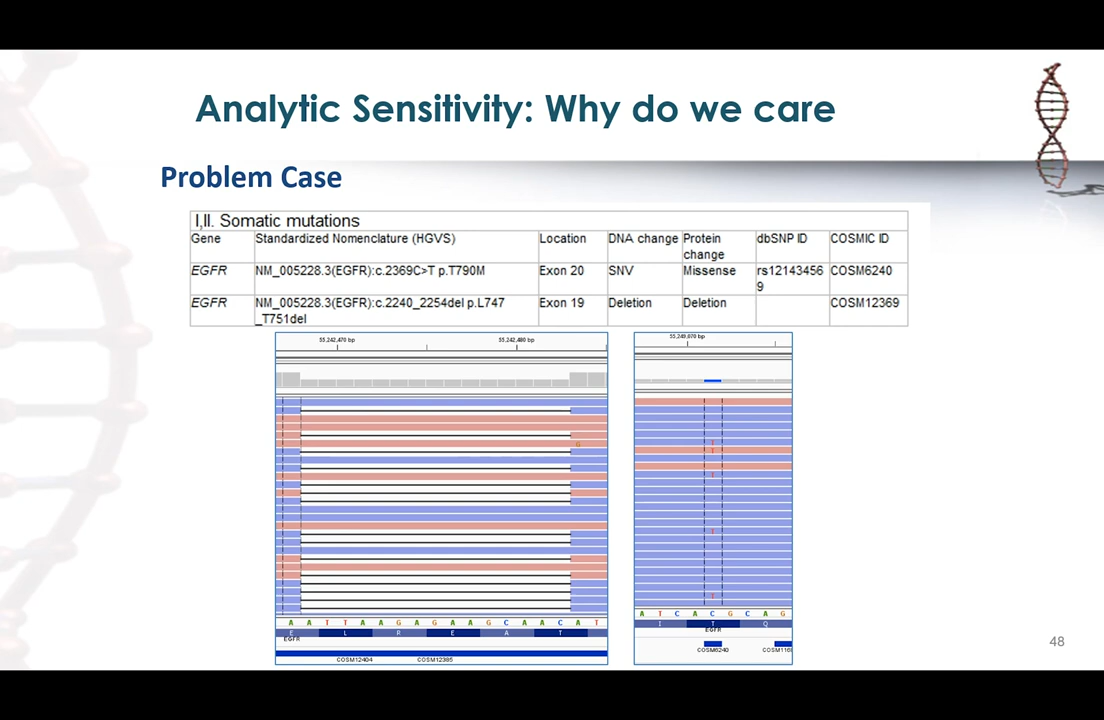 Analytic Sensitivity: Why do we care
Problem Case
I,II. Somatic mutations
Gene Standardized Nomenclature (HGVS) Location DNA change Protein change dbSNP ID COSMIC ID
EGFR NM_005228.3(EGFR):c.2369C>T p.T790M Exon 20 SNV Missense rs121434569 COSM6240
EGFR NM_005228.3(EGFR):c.2240_2254del p.L747_T751del Exon 19 Deletion Deletion COSM12369
55,242,470 bp 55,242,480 bp
G
A A T T A A G A G A A G C A A C A T
E L R E A T
EGFR
COSM12404 COSM12385
55,249,070 bp
T
T
T
T
T
A T C A C G C A G
I T Q
EGFR
COSM6240
48